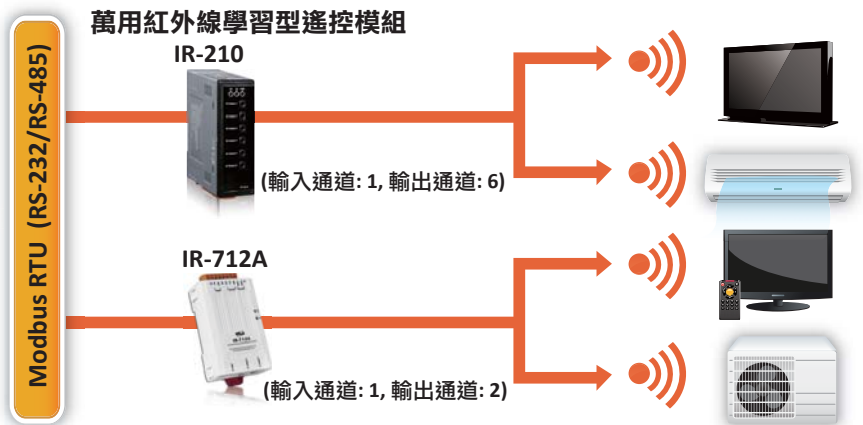 萬用紅外線學習型遙控模組
IR-210
(輸入通道: 1, 輸出通道: 6)
IR-712A
(輸入通道: 1, 輸出通道: 2)
Modbus RTU (RS-232/RS-485)